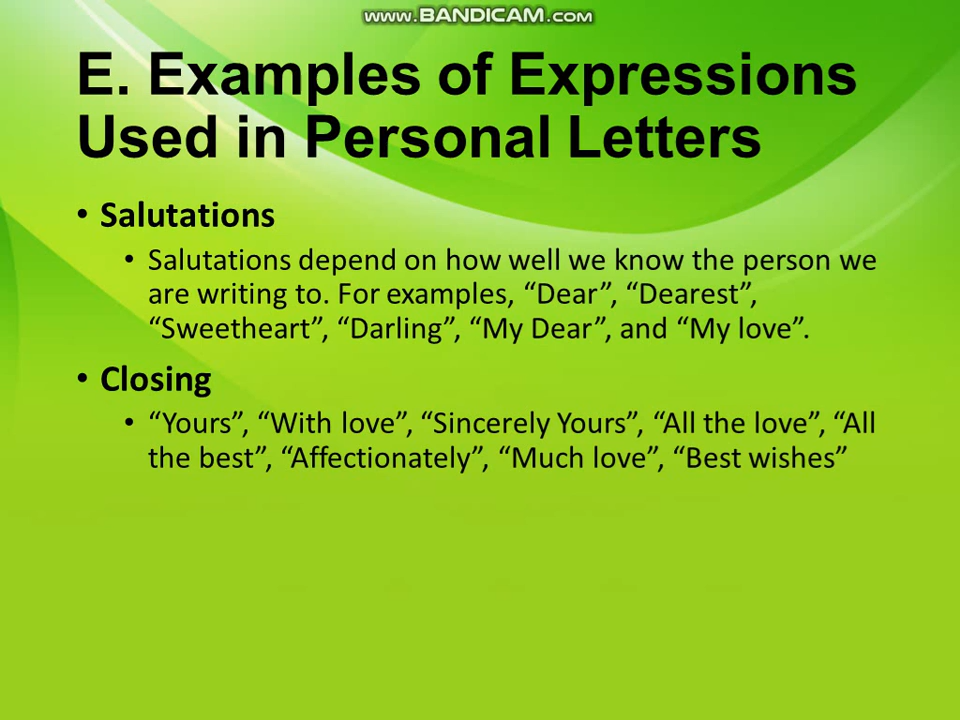 www.BANDICAM.com
E. Examples of Expressions
Used in Personal Letters
• Salutations
• Salutations depend on how well we know the person we
are writing to. For examples, “Dear”, “Dearest”,
“Sweetheart”, “Darling”, “My Dear”, and “My love”.
• Closing
• “Yours”, “With love”, “Sincerely Yours”, “All the love”, “All
the best”, “Affectionately”, “Much love”, “Best wishes”